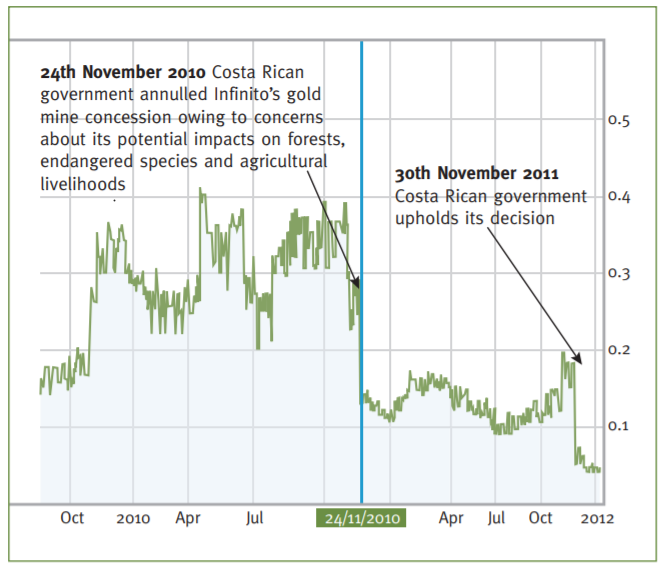 24th November 2010 Costa Rican
government annulled Infinito's gold
mine concession owing to concerns
about its potential impacts on forests,
endangered species and agricultural
livelihoods
30th November 2011
Costa Rican government
upholds its decision
0.5
0.4
0.3
0.2
0.1
Oct 2010 Apr Jul 24/11/2010 Apr Jul Oct 2012